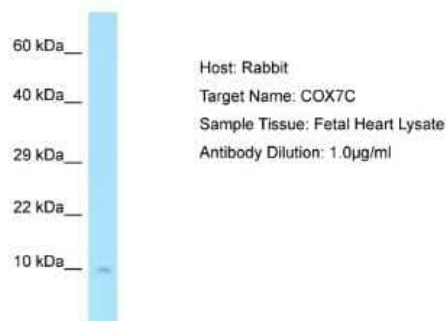 60 kDa__
40 kDa__
29 kDa__
22 kDa__
10 kDa__
Host: Rabbit
Target Name: COX7C
Sample Tissue: Fetal Heart Lysate
Antibody Dilution: 1.0µg/ml